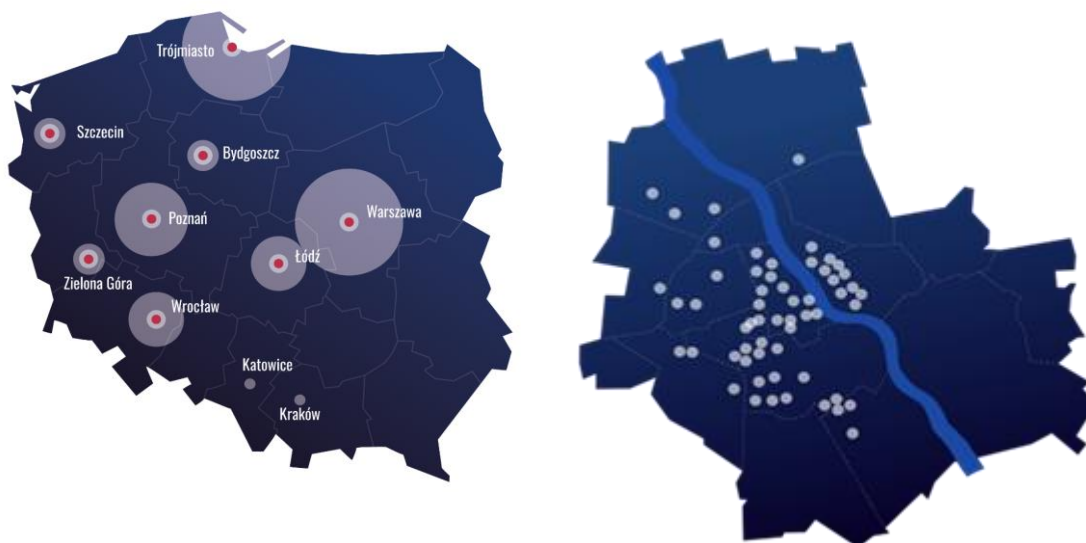 Trójmiasto
Szczecin
Bydgoszcz
Poznań
Warszawa
Łódź
Zielona Góra
Wrocław
Katowice
Kraków